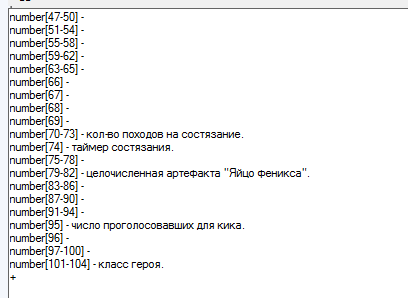 number[47-50] -
number[51-54] -
number[55-58] -
number[59-62] -
number[63-65] -
number[66] -
number[67] -
number[68] -
number[69] -
number[70-73] - кол-во походов на состязание.
number[74] - таймер состязания.
number[75-78] -
number[79-82] - целочисленная артефакта "Яйцо феникса".
number[83-86] -
number[87-90] -
number[91-94] -
number[95] - число проголосовавших для кика.
number[96] -
number[97-100] -
number[101-104] - класс героя.
+